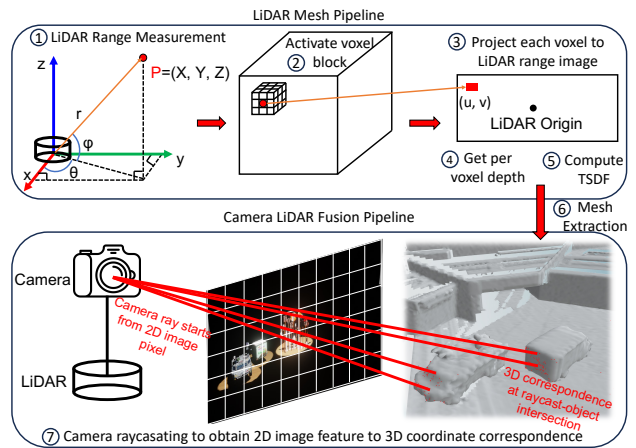 LiDAR Mesh Pipeline
① LiDAR Range Measurement
z
P=(X, Y, Z)
r
φ
y
θ
x
Activate voxel
② block
③ Project each voxel to
LiDAR range image
(u, v)
LiDAR Origin
④ Get per
voxel depth
⑤ Compute
TSDF
⑥ Mesh
Extraction
Camera LiDAR Fusion Pipeline
Camera
LiDAR
Camera ray starts
from 2D image
pixel
3D correspondence
at raycast-object
intersection
⑦ Camera raycasating to obtain 2D image feature to 3D coordinate correspondence